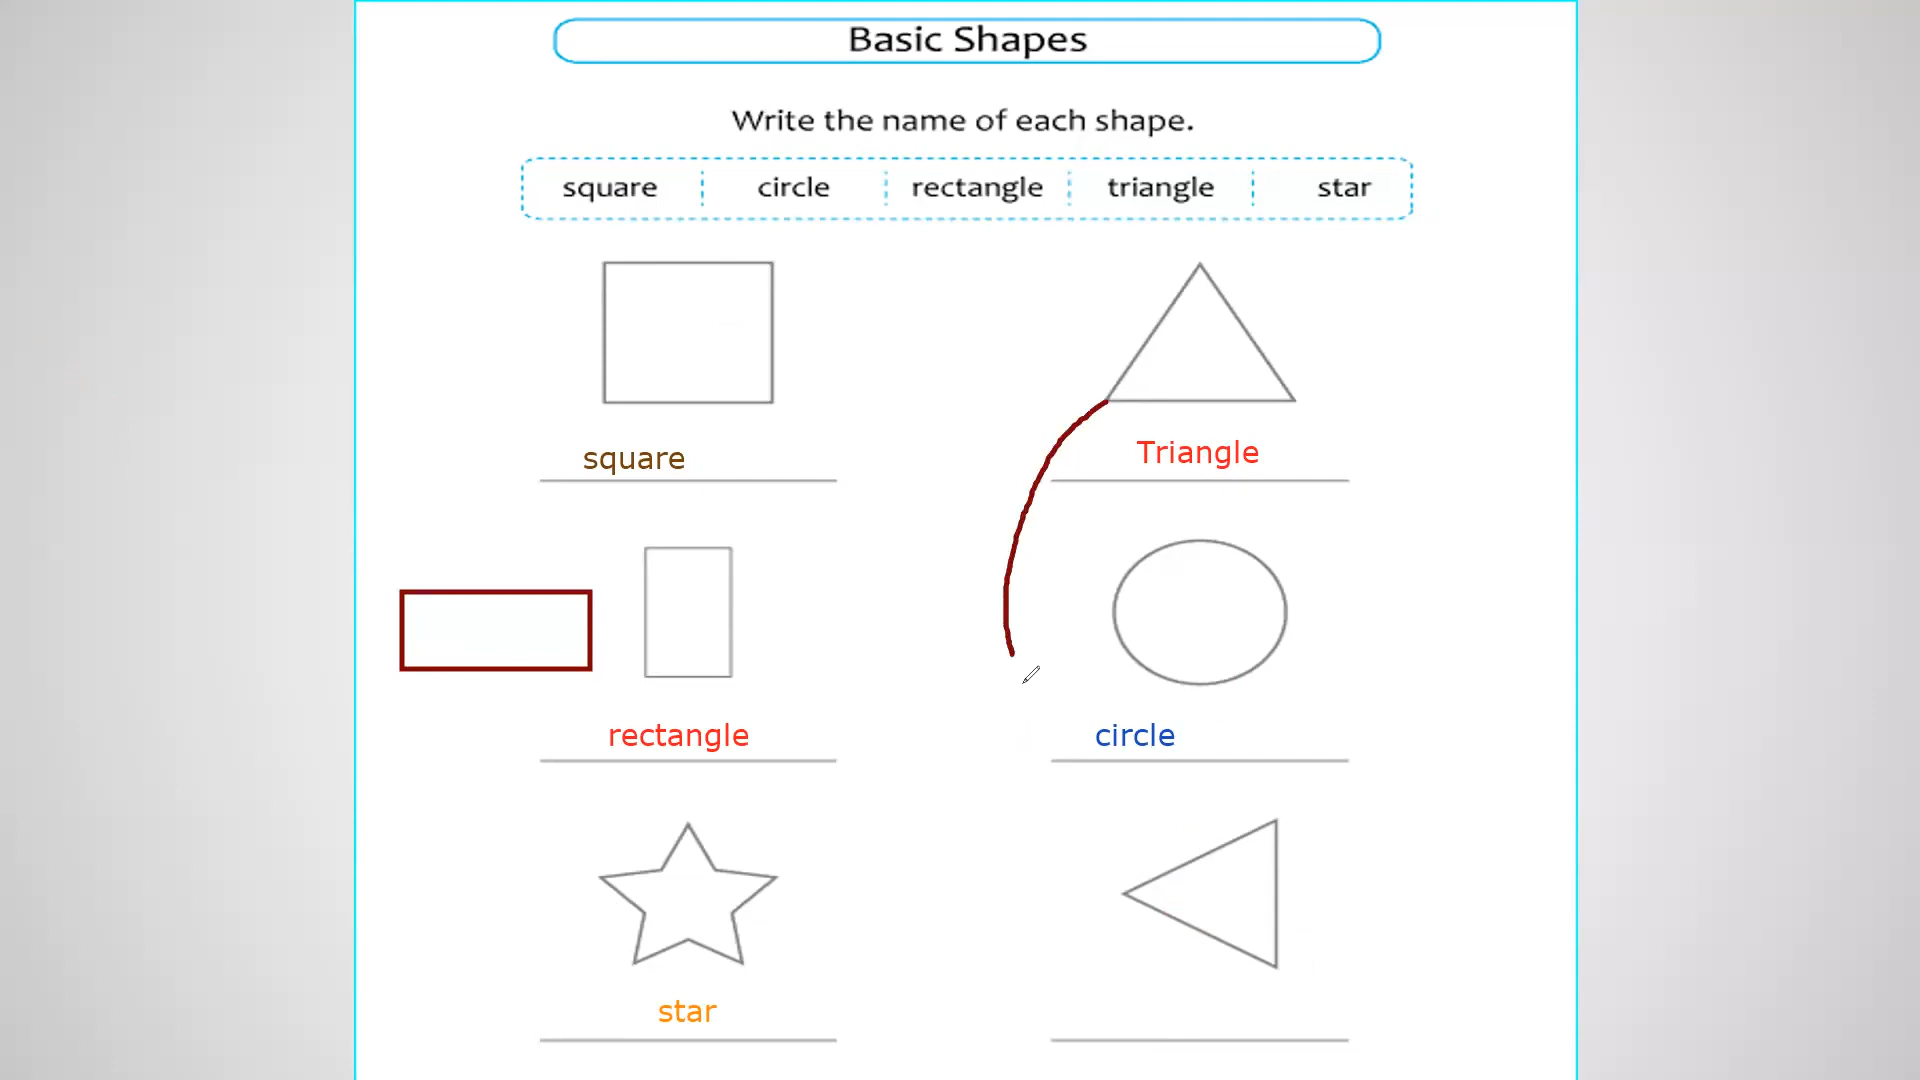 Basic Shapes
Write the name of each shape.
square circle rectangle triangle star
square Triangle
rectangle circle
star